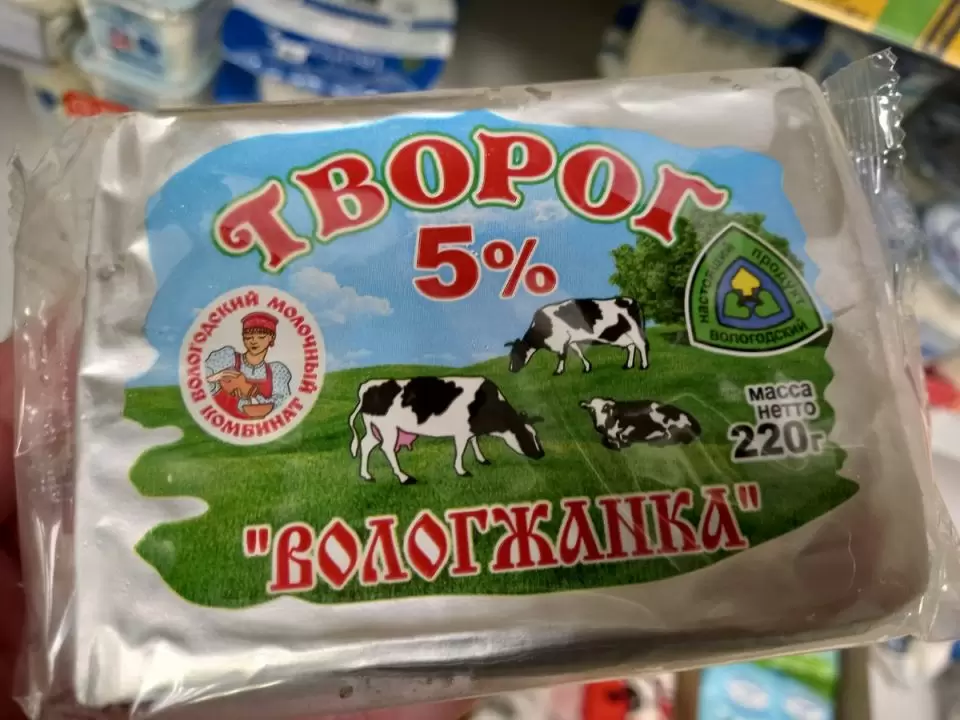 ТВОРОГ
5%
НАСТОЯЩИЙ ПРОДУКТ
ВОЛОГОДСКИЙ
ВОЛОГОДСКИЙ МОЛОЧНЫЙ
КОМБИНАТ
масса
нетто
220г
"ВОЛОГЖАНКА"